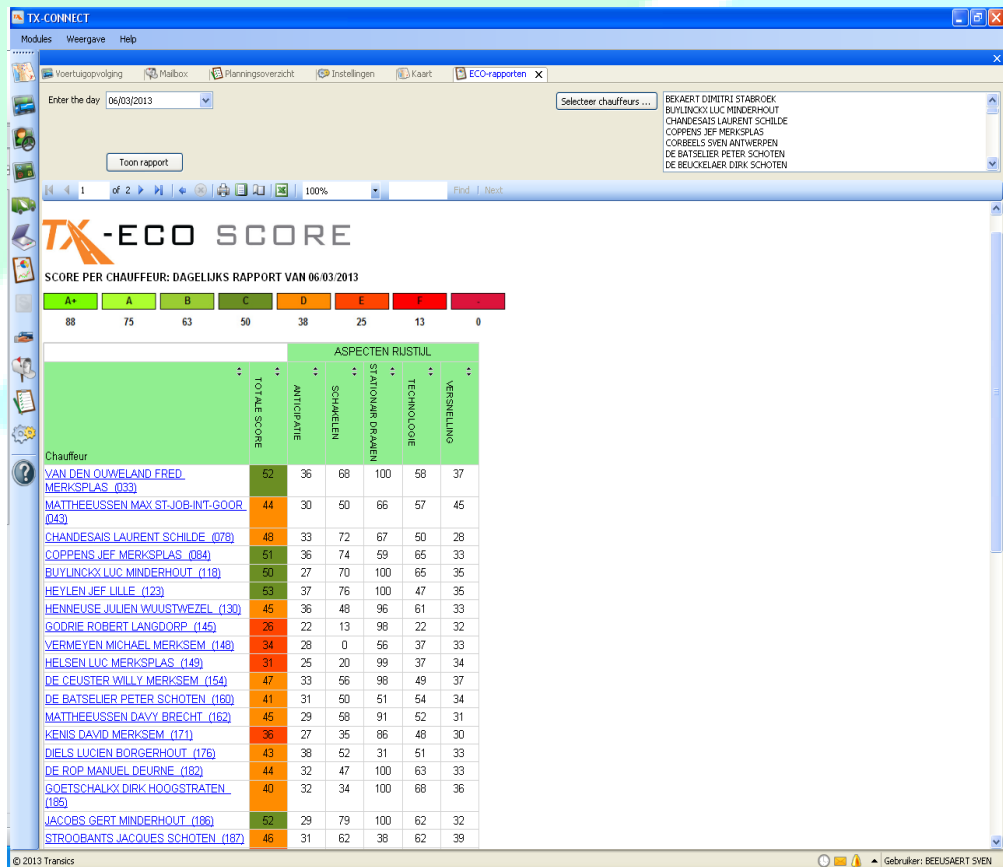 TX-CONNECT
Modules Weergave Help
Voertuigopvolging Mailbox Planningsoverzicht Instellingen Kaart ECO-rapporten X
Enter the day 06/03/2013
Selecteer chauffeurs ...
BEKAERT DIMITRI STABROEK
BUYLINCKX LUC MINDERHOUT
CHANDESAIS LAURENT SCHILDE
COPPENS JEF MERKSPLAS
CORBEELS SVEN ANTWERPEN
DE BATSELIER PETER SCHOTEN
DE BEUCKELAER DIRK SCHOTEN
Toon rapport
1 of 2 100% Find | Next
TX-ECO SCORE
SCORE PER CHAUFFEUR: DAGELIJKS RAPPORT VAN 06/03/2013
A+ A B C D E F -
88 75 63 50 38 25 13 0
ASPECTEN RIJSTIJL
Chauffeur TOTALE SCORE ANTICIPATIE SCHAKELEN STATIONAIR DRAAIEN TECHNOLOGIE VERSNELLING
VAN DEN OUWELAND FRED 52 36 68 100 58 37
MERKSPLAS (033)
MATTHEEUSSEN MAX ST-JOB-IN'T-GOOR 44 30 50 66 57 45
(043)
CHANDESAIS LAURENT SCHILDE (078) 48 33 72 67 50 28
COPPENS JEF MERKSPLAS (084) 51 36 74 59 65 33
BUYLINCKX LUC MINDERHOUT (118) 50 27 70 100 65 35
HEYLEN JEF LILLE (123) 53 37 76 100 47 35
HENNEUSE JULIEN WUUSTWEZEL (130) 45 36 48 96 61 33
GODRIE ROBERT LANGDORP (145) 26 22 13 98 22 32
VERMEYEN MICHAEL MERKSEM (148) 34 28 0 56 37 33
HELSEN LUC MERKSPLAS (149) 31 25 20 99 37 34
DE CEUSTER WILLY MERKSEM (154) 47 33 56 98 49 37
DE BATSELIER PETER SCHOTEN (160) 41 31 50 51 54 34
MATTHEEUSSEN DAVY BRECHT (162) 45 29 58 91 52 31
KENIS DAVID MERKSEM (171) 36 27 35 86 48 30
DIELS LUCIEN BORGERHOUT (176) 43 38 52 31 51 33
DE ROP MANUEL DEURNE (182) 44 32 47 100 63 33
GOETSCHALKX DIRK HOOGSTRATEN 40 32 34 100 68 36
(185)
JACOBS GERT MINDERHOUT (186) 52 29 79 100 62 32
STROOBANTS JACQUES SCHOTEN (187) 46 31 62 38 62 39
© 2013 Transics Gebruiker: BEEUSAERT SVEN